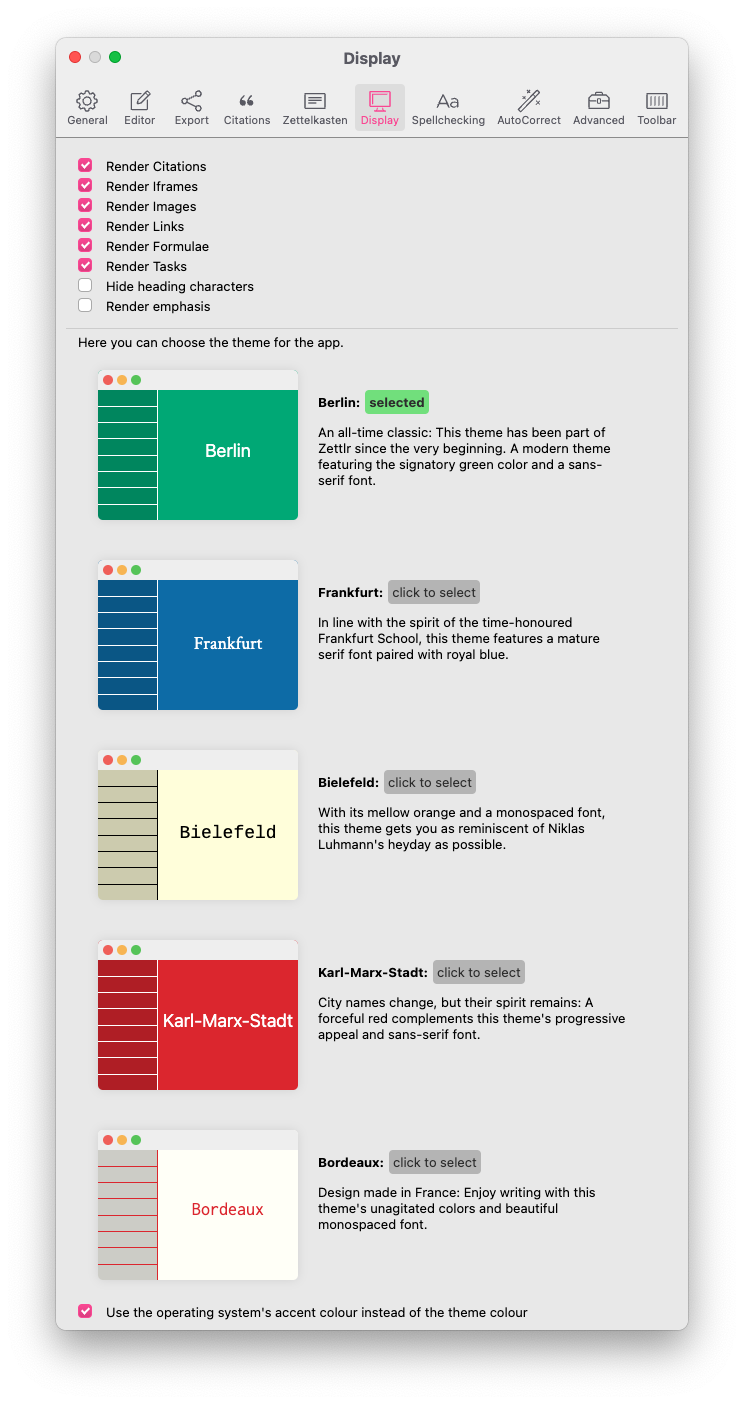 Display
General Editor Export Citations Zettelkasten Display Spellchecking AutoCorrect Advanced Toolbar
Render Citations
Render Iframes
Render Images
Render Links
Render Formulae
Render Tasks
Hide heading characters
Render emphasis
Here you can choose the theme for the app.
Berlin
Berlin: selected
An all-time classic: This theme has been part of
Zettlr since the very beginning. A modern theme
featuring the signatory green color and a sans-
serif font.
Frankfurt
Frankfurt: click to select
In line with the spirit of the time-honoured
Frankfurt School, this theme features a mature
serif font paired with royal blue.
Bielefeld
Bielefeld: click to select
With its mellow orange and a monospaced font,
this theme gets you as reminiscent of Niklas
Luhmann's heyday as possible.
Karl-Marx-Stadt
Karl-Marx-Stadt: click to select
City names change, but their spirit remains: A
forceful red complements this theme's progressive
appeal and sans-serif font.
Bordeaux
Bordeaux: click to select
Design made in France: Enjoy writing with this
theme's unagitated colors and beautiful
monospaced font.
Use the operating system's accent colour instead of the theme colour